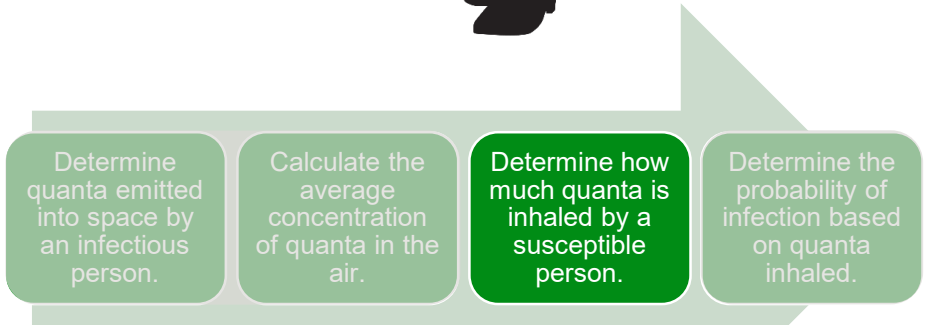 Determine
quanta emitted
into space by
an infectious
person.
Calculate the
average
concentration
of quanta in the
air.
Determine how
much quanta is
inhaled by a
susceptible
person.
Determine the
probability of
infection based
on quanta
inhaled.